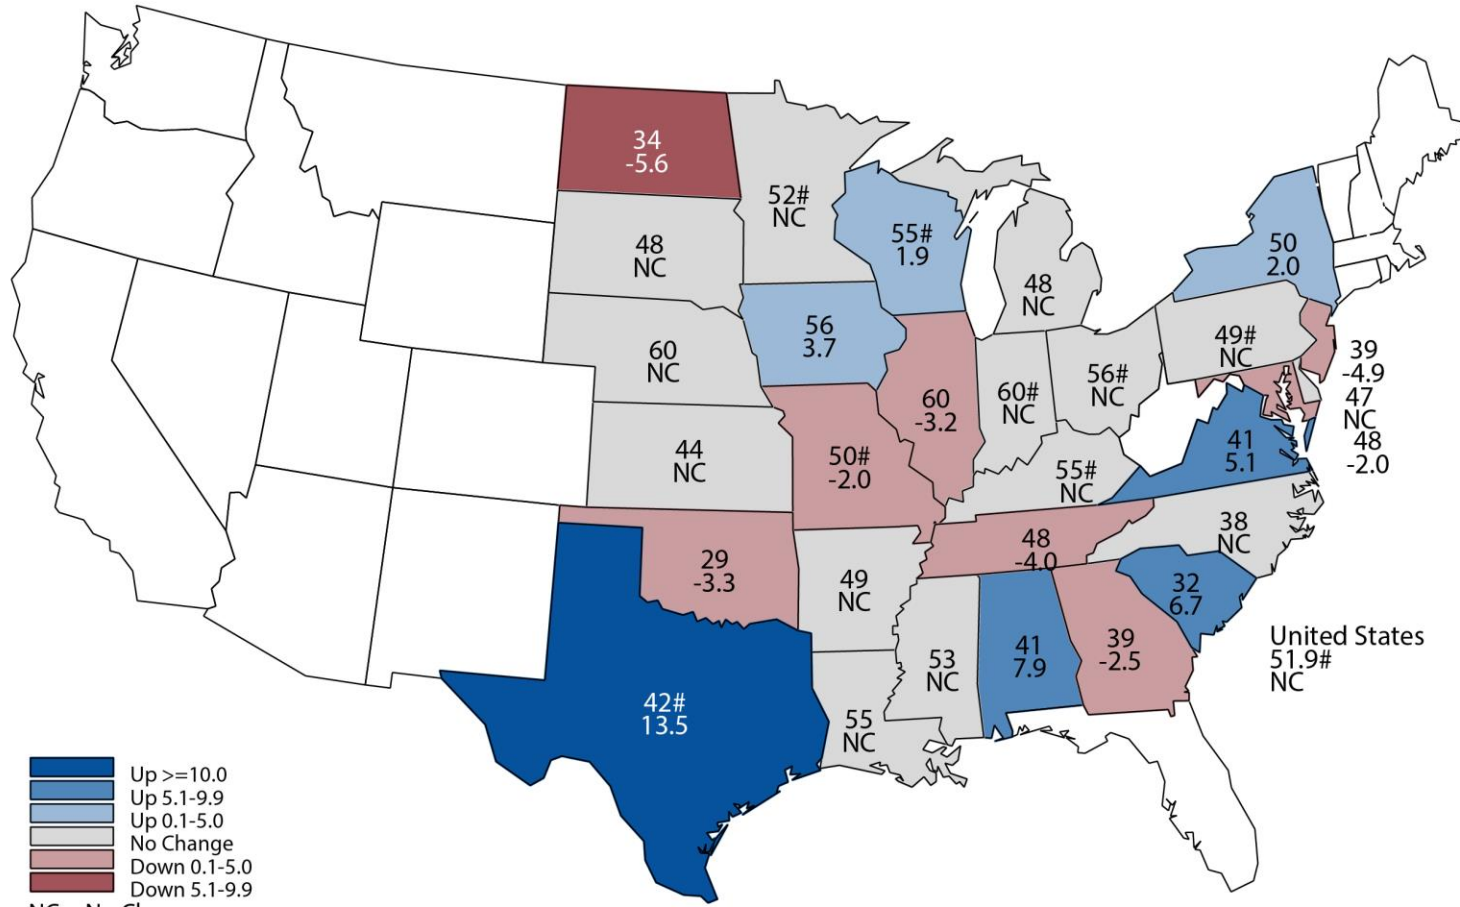 34
-5.6
52#
NC
55#
1.9
50
2.0
48
NC
48
NC
56
3.7
49#
NC
39
-4.9
47
NC
48
-2.0
60
NC
60
-3.2
60#
NC
56#
NC
44
NC
50#
-2.0
55#
NC
41
5.1
38
NC
48
-4.0
29
-3.3
49
NC
32
6.7
53
NC
41
7.9
39
-2.5
United States
51.9#
NC
42#
13.5
55
NC
Up >=10.0
Up 5.1-9.9
Up 0.1-5.0
No Change
Down 0.1-5.0
Down 5.1-9.9